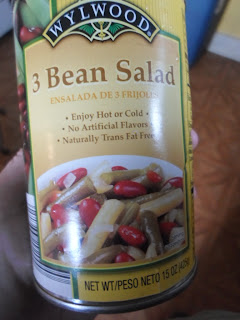 WYLWOOD
3 Bean Salad
ENSALADA DE 3 FRIJOLES
• Enjoy Hot or Cold •
• No Artificial Flavors •
• Naturally Trans Fat Free
NET WT/PESO NETO 15 OZ